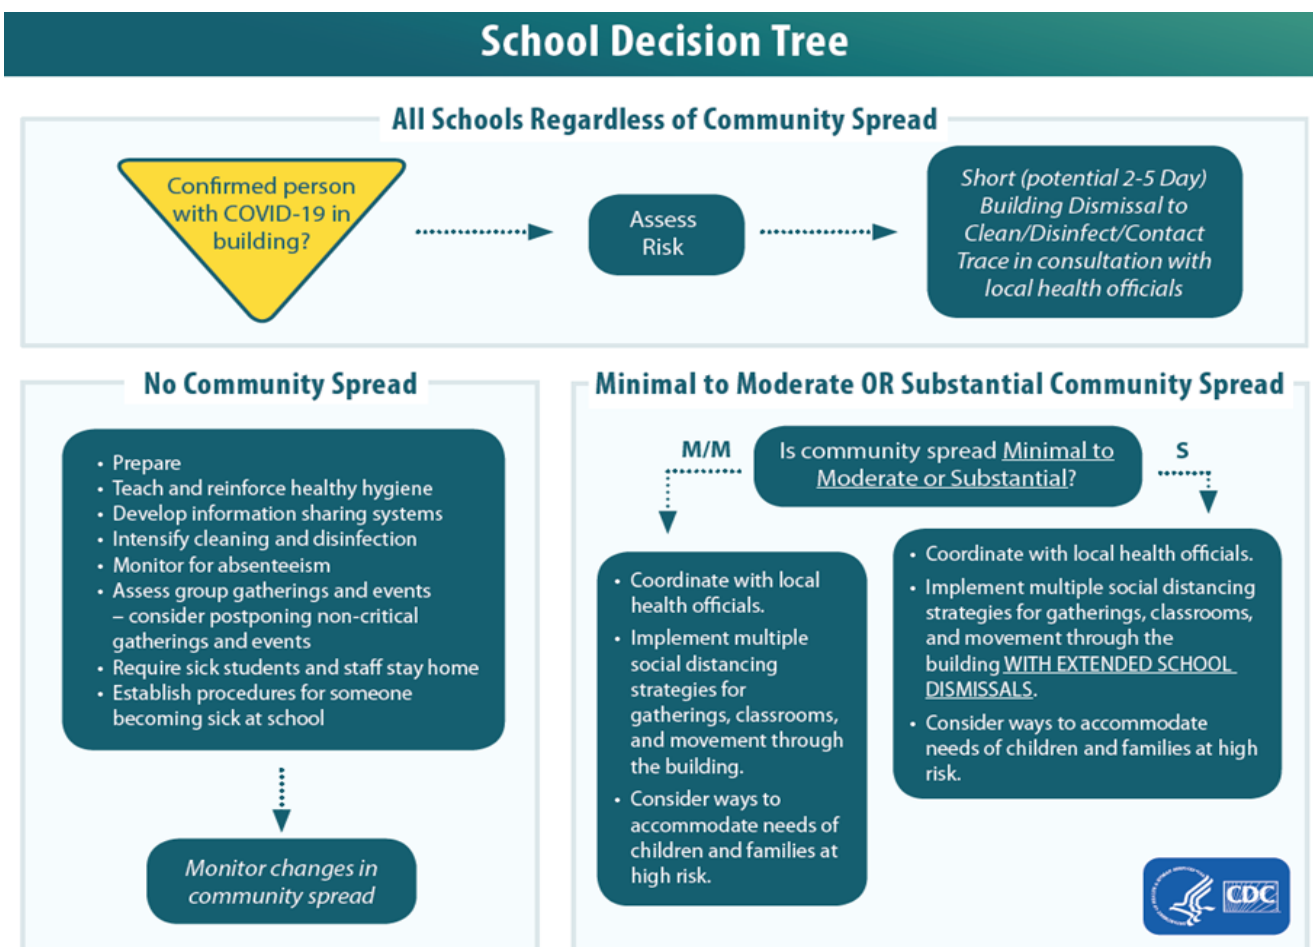 School Decision Tree
All Schools Regardless of Community Spread
Confirmed person
with COVID-19 in
building?
Assess
Risk
Short (potential 2-5 Day)
Building Dismissal to
Clean/Disinfect/Contact
Trace in consultation with
local health officials
No Community Spread
• Prepare
• Teach and reinforce healthy hygiene
• Develop information sharing systems
• Intensify cleaning and disinfection
• Monitor for absenteeism
• Assess group gatherings and events
– consider postponing non-critical
gatherings and events
• Require sick students and staff stay home
• Establish procedures for someone
becoming sick at school
Monitor changes in
community spread
Minimal to Moderate OR Substantial Community Spread
Is community spread Minimal to
Moderate or Substantial?
M/M
• Coordinate with local
health officials.
• Implement multiple
social distancing
strategies for
gatherings, classrooms,
and movement through
the building.
• Consider ways to
accommodate needs of
children and families at
high risk.
S
• Coordinate with local health officials.
• Implement multiple social distancing
strategies for gatherings, classrooms,
and movement through the
building WITH EXTENDED SCHOOL
DISMISSALS.
• Consider ways to accommodate
needs of children and families at high
risk.
CDC